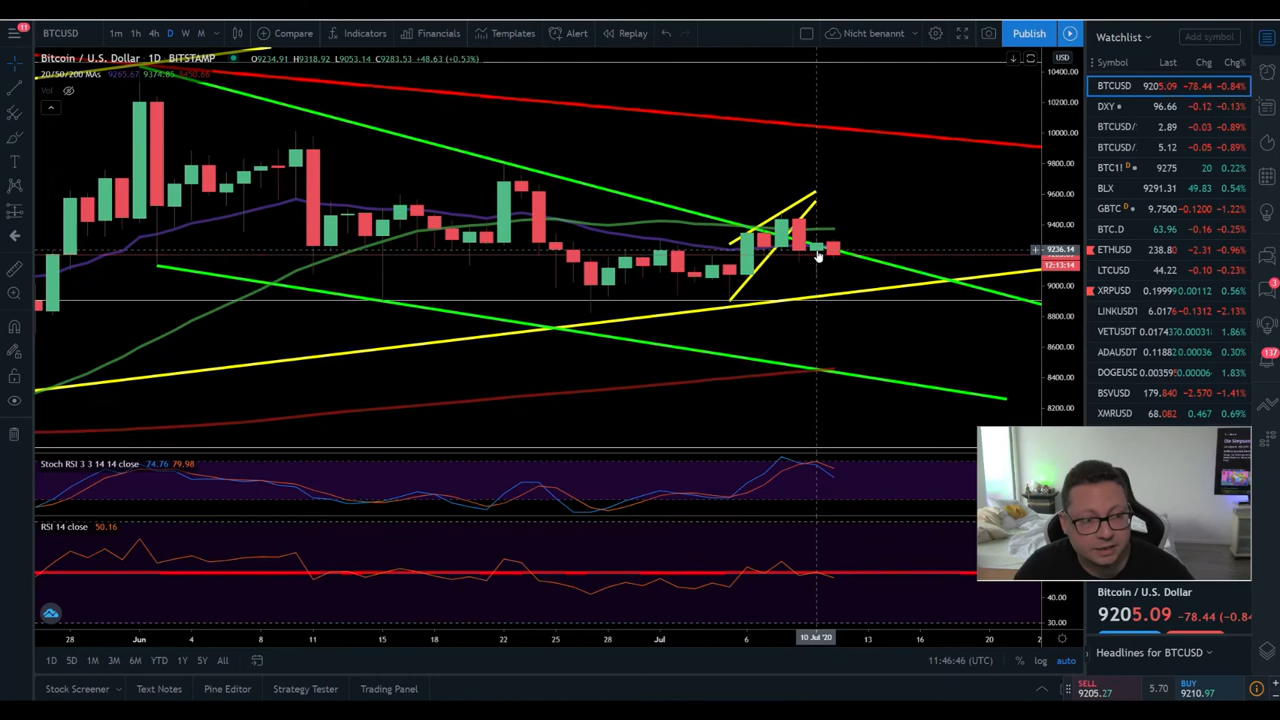 11
BTCUSD 1m 1h 4h D W M Compare Indicators Financials Templates Alert Replay Nicht benannt Publish
Watchlist Add symbol
Bitcoin / U.S. Dollar 1D BITSTAMP O9234.91 H9318.92 L9053.14 C9283.53 +48.63 (+0.53%) USD
20/50/200 MAs 9265.67 9374.85 8450.66
Vol
10400.00
10200.00
10000.00
9800.00
9600.00
9400.00
9236.14
12:13:14
9000.00
8800.00
8600.00
8400.00
8200.00
Stoch RSI 3 3 14 14 close 74.76 79.98
RSI 14 close 50.16
40.00
30.00
28 Jun 4 8 11 15 18 22 25 28 Jul 6 10 Jul '20 13 16 20
1D 5D 1M 3M 6M YTD 1Y 5Y All 11:46:46 (UTC) % log auto
Stock Screener Text Notes Pine Editor Strategy Tester Trading Panel
Symbol Last Chg Chg%
BTCUSD 9205.09 −78.44 −0.84%
DXY 96.66 −0.12 −0.13%
BTCUSD/ 2.89 −0.03 −0.89%
BTCUSD/. 5.12 −0.05 −0.89%
BTC1! D 9275 20 0.22%
BLX 9291.31 49.83 0.54%
GBTC D 9.7500 −0.1200 −1.22%
BTC.D 63.96 −0.16 −0.25%
ETHUSD 238.80 −2.31 −0.96%
LTCUSD 44.22 −0.10 −0.23%
XRPUSD 0.19999 0.00112 0.56%
LINKUSD1 6.0176 −0.1312 −2.13%
VETUSDT 0.017437 0.00031 1.86%
ADAUSDT 0.11882 0.00036 0.30%
DOGEUSD 0.00359 0.00006 1.83%
BSVUSD 179.840 −2.570 −1.41%
XMRUSD 68.082 0.467 0.69%
3
137
Bitcoin / U.S. Dollar
9205.09 −78.44 (−0.84
Headlines for BTCUSD
SELL 9205.27 5.70 BUY 9210.97